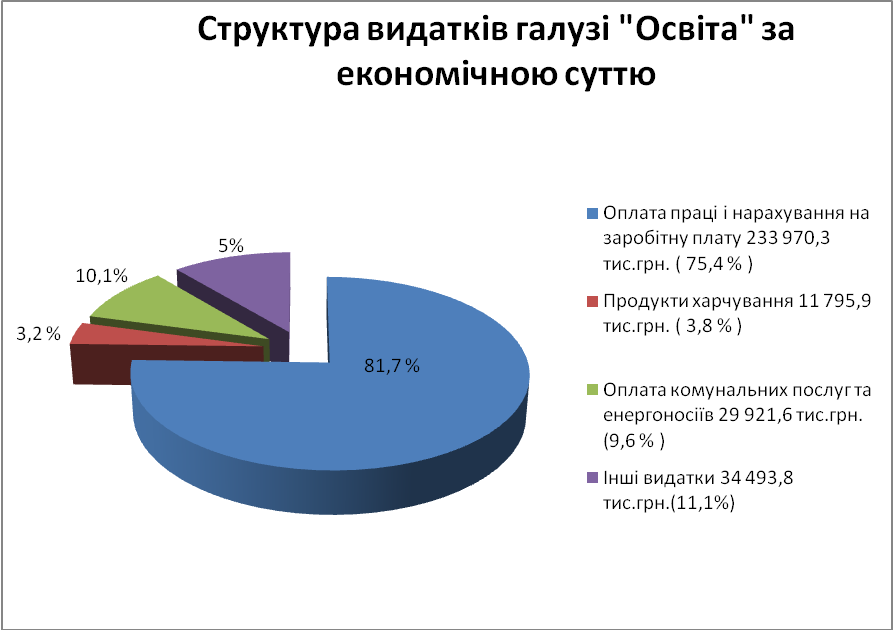 Структура видатків галузі "Освіта" за
економічною суттю
5%
10,1%
3,2 %
81,7 %
Оплата праці і нарахування на
заробітну плату 233 970,3
тис.грн. ( 75,4 % )
Продукти харчування 11 795,9
тис.грн. ( 3,8 % )
Оплата комунальних послуг та
енергоносіїв 29 921,6 тис.грн.
(9,6 % )
Інші видатки 34 493,8
тис.грн.(11,1%)